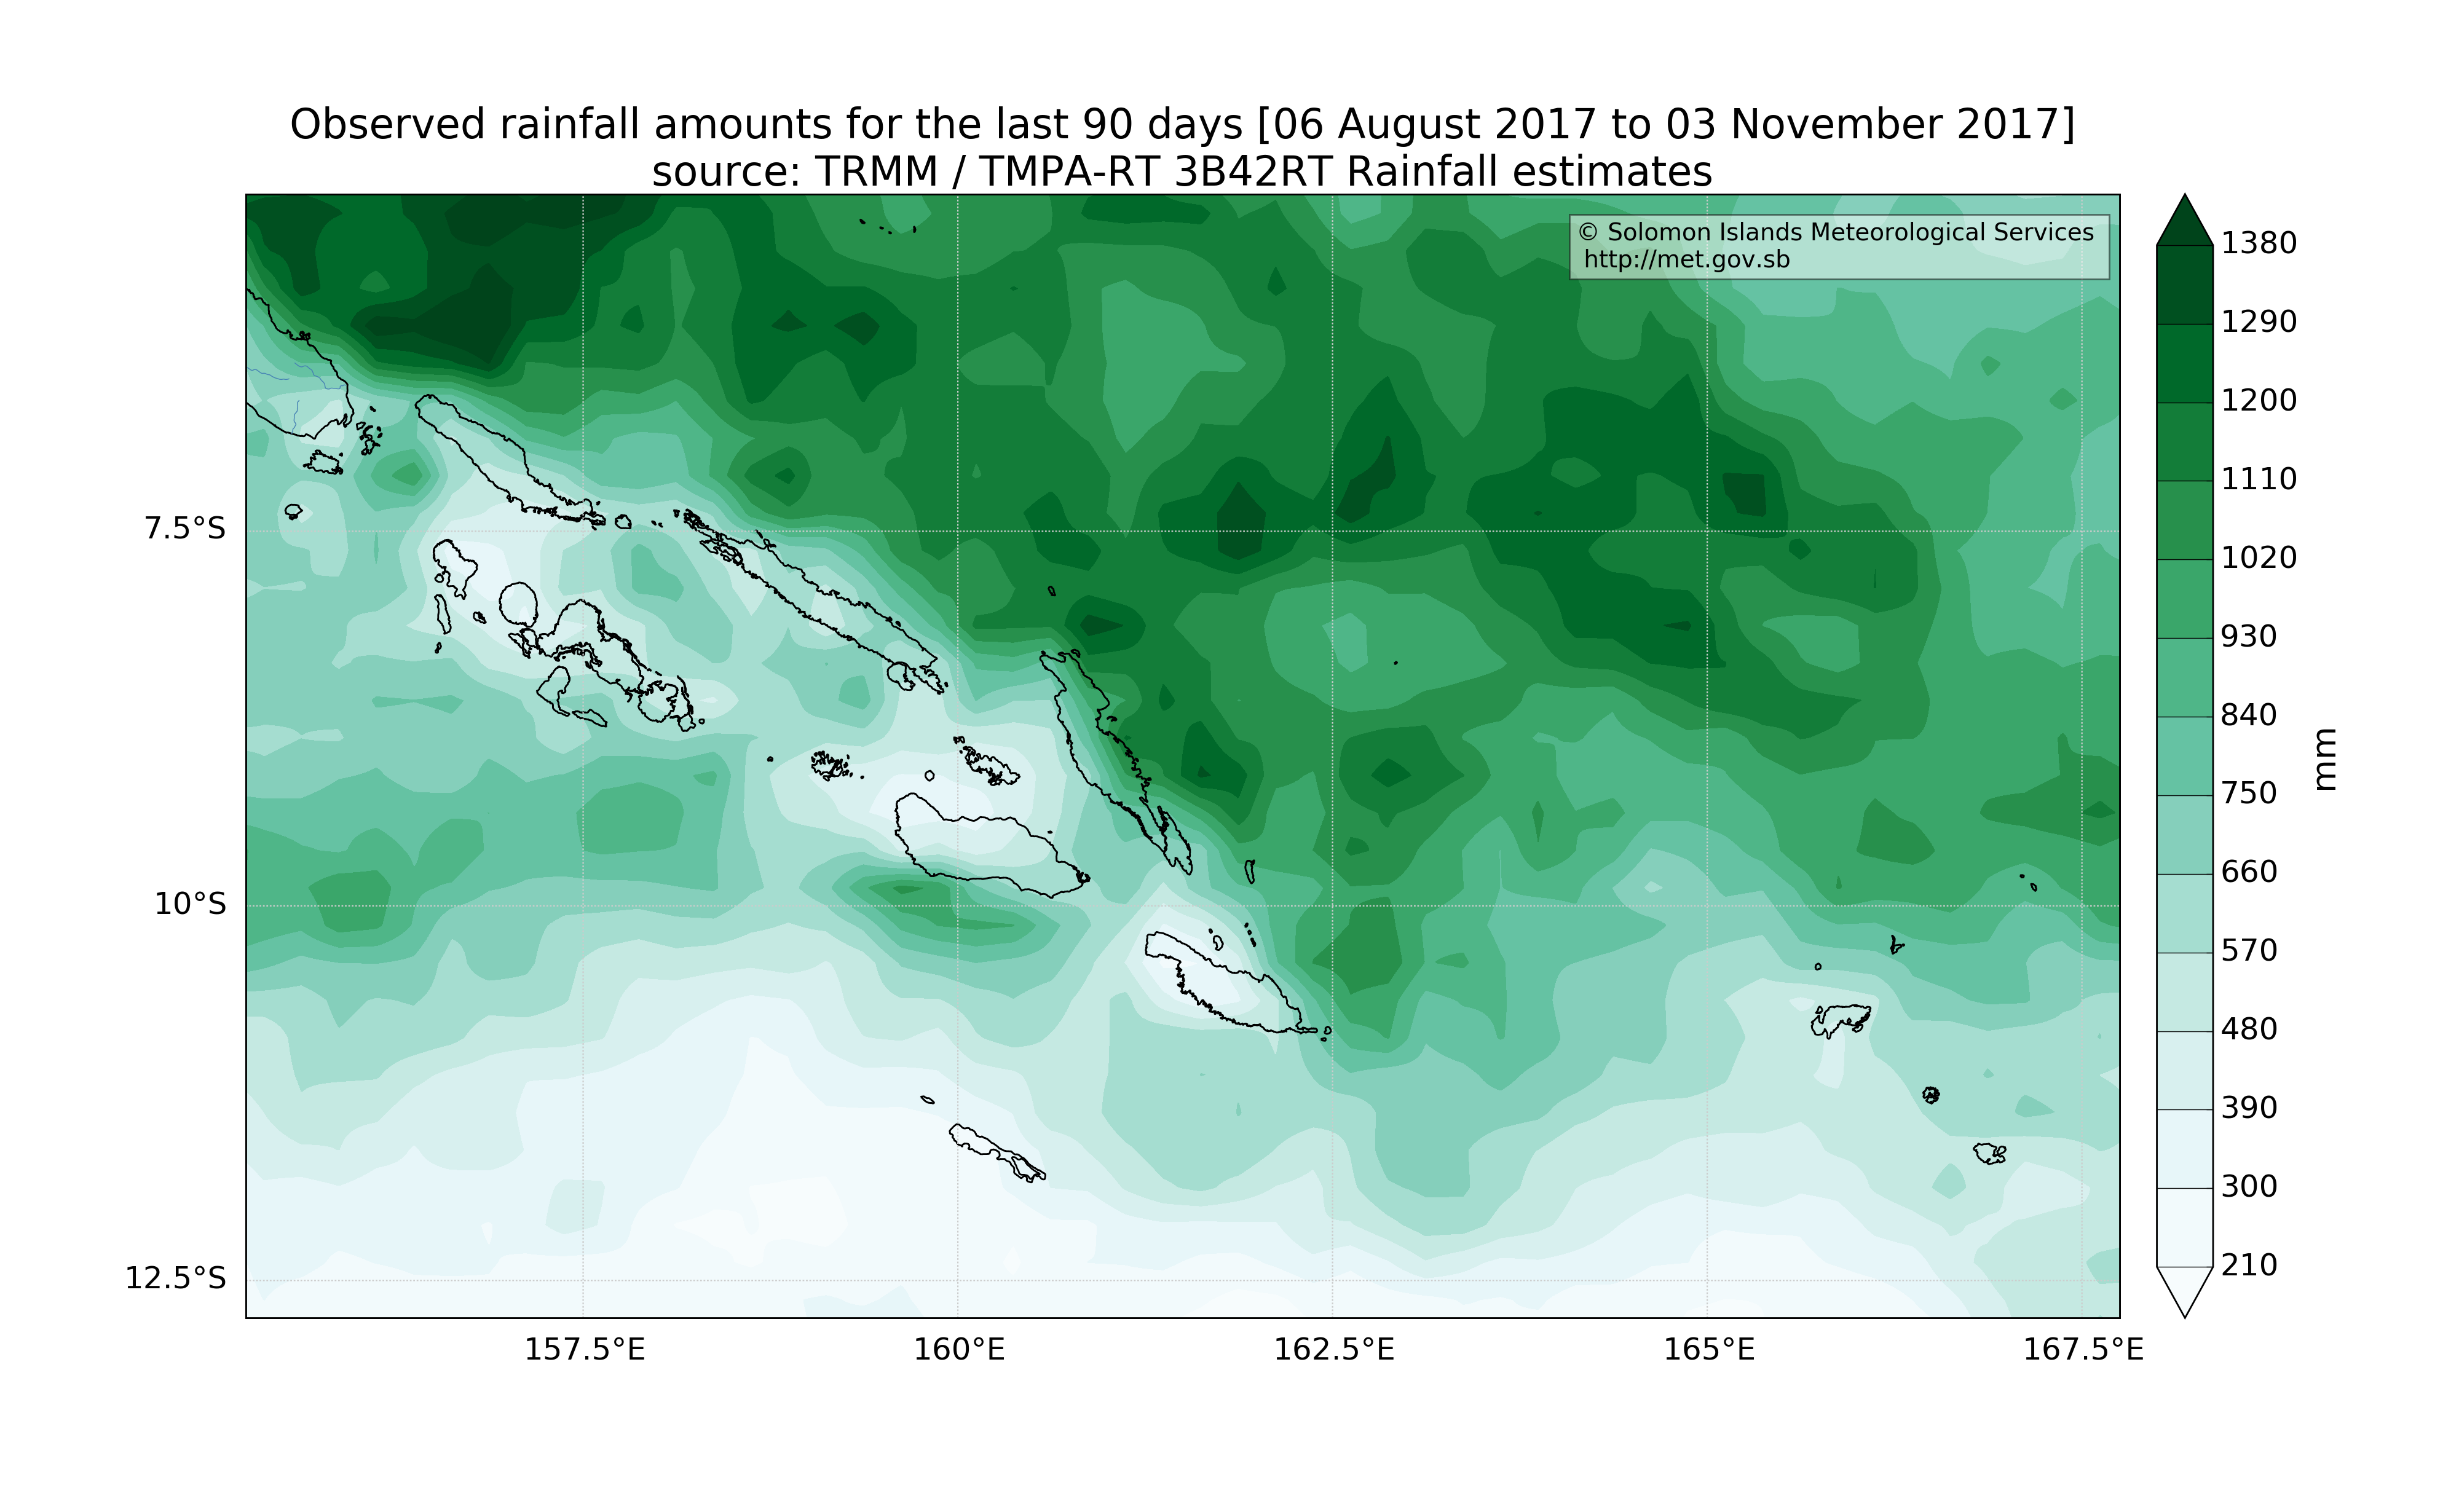 Observed rainfall amounts for the last 90 days [06 August 2017 to 03 November 2017]
source: TRMM / TMPA-RT 3B42RT Rainfall estimates
© Solomon Islands Meteorological Services
http://met.gov.sb
7.5°S
10°S
12.5°S
157.5°E
160°E
162.5°E
165°E
167.5°E
1380
1290
1200
1110
1020
930
840
750
660
570
480
390
300
210
mm